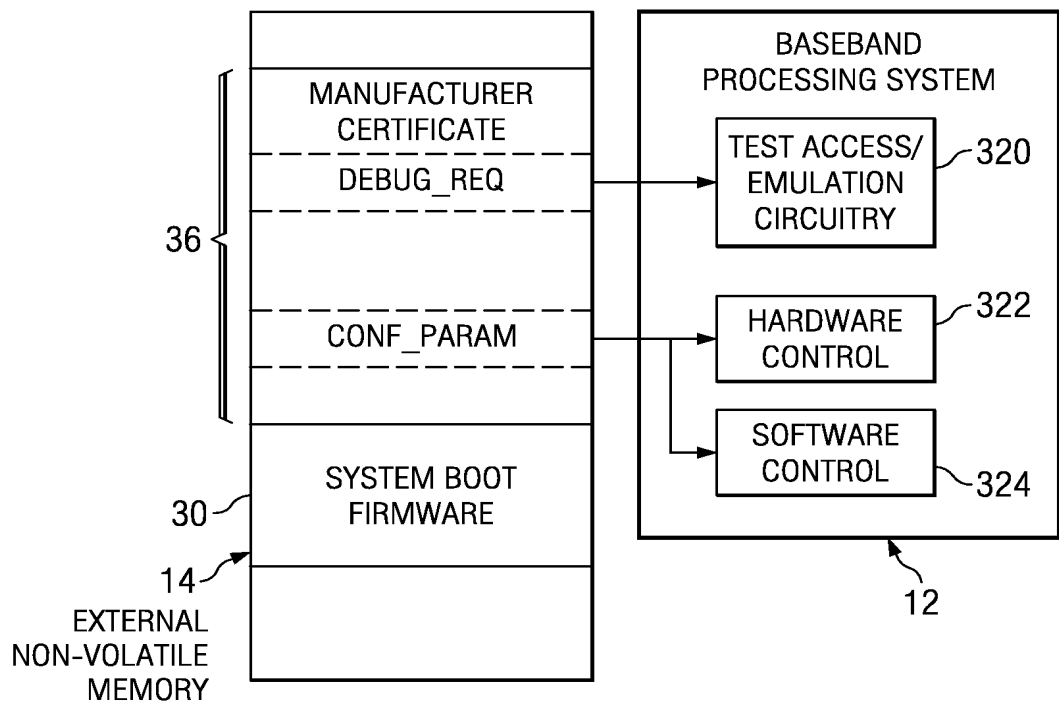 MANUFACTURER
CERTIFICATE
DEBUG_REQ
36
CONF_PARAM
SYSTEM BOOT
FIRMWARE
30
14
EXTERNAL
NON-VOLATILE
MEMORY
BASEBAND
PROCESSING SYSTEM
TEST ACCESS/
EMULATION
CIRCUITRY
320
HARDWARE
CONTROL
322
SOFTWARE
CONTROL
324
12